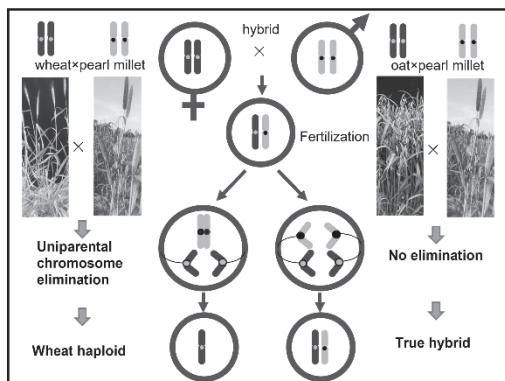 hybrid
×
wheat×pearl millet
oat×pearl millet
×
×
Fertilization
Uniparental
chromosome
elimination
No elimination
Wheat haploid
True hybrid